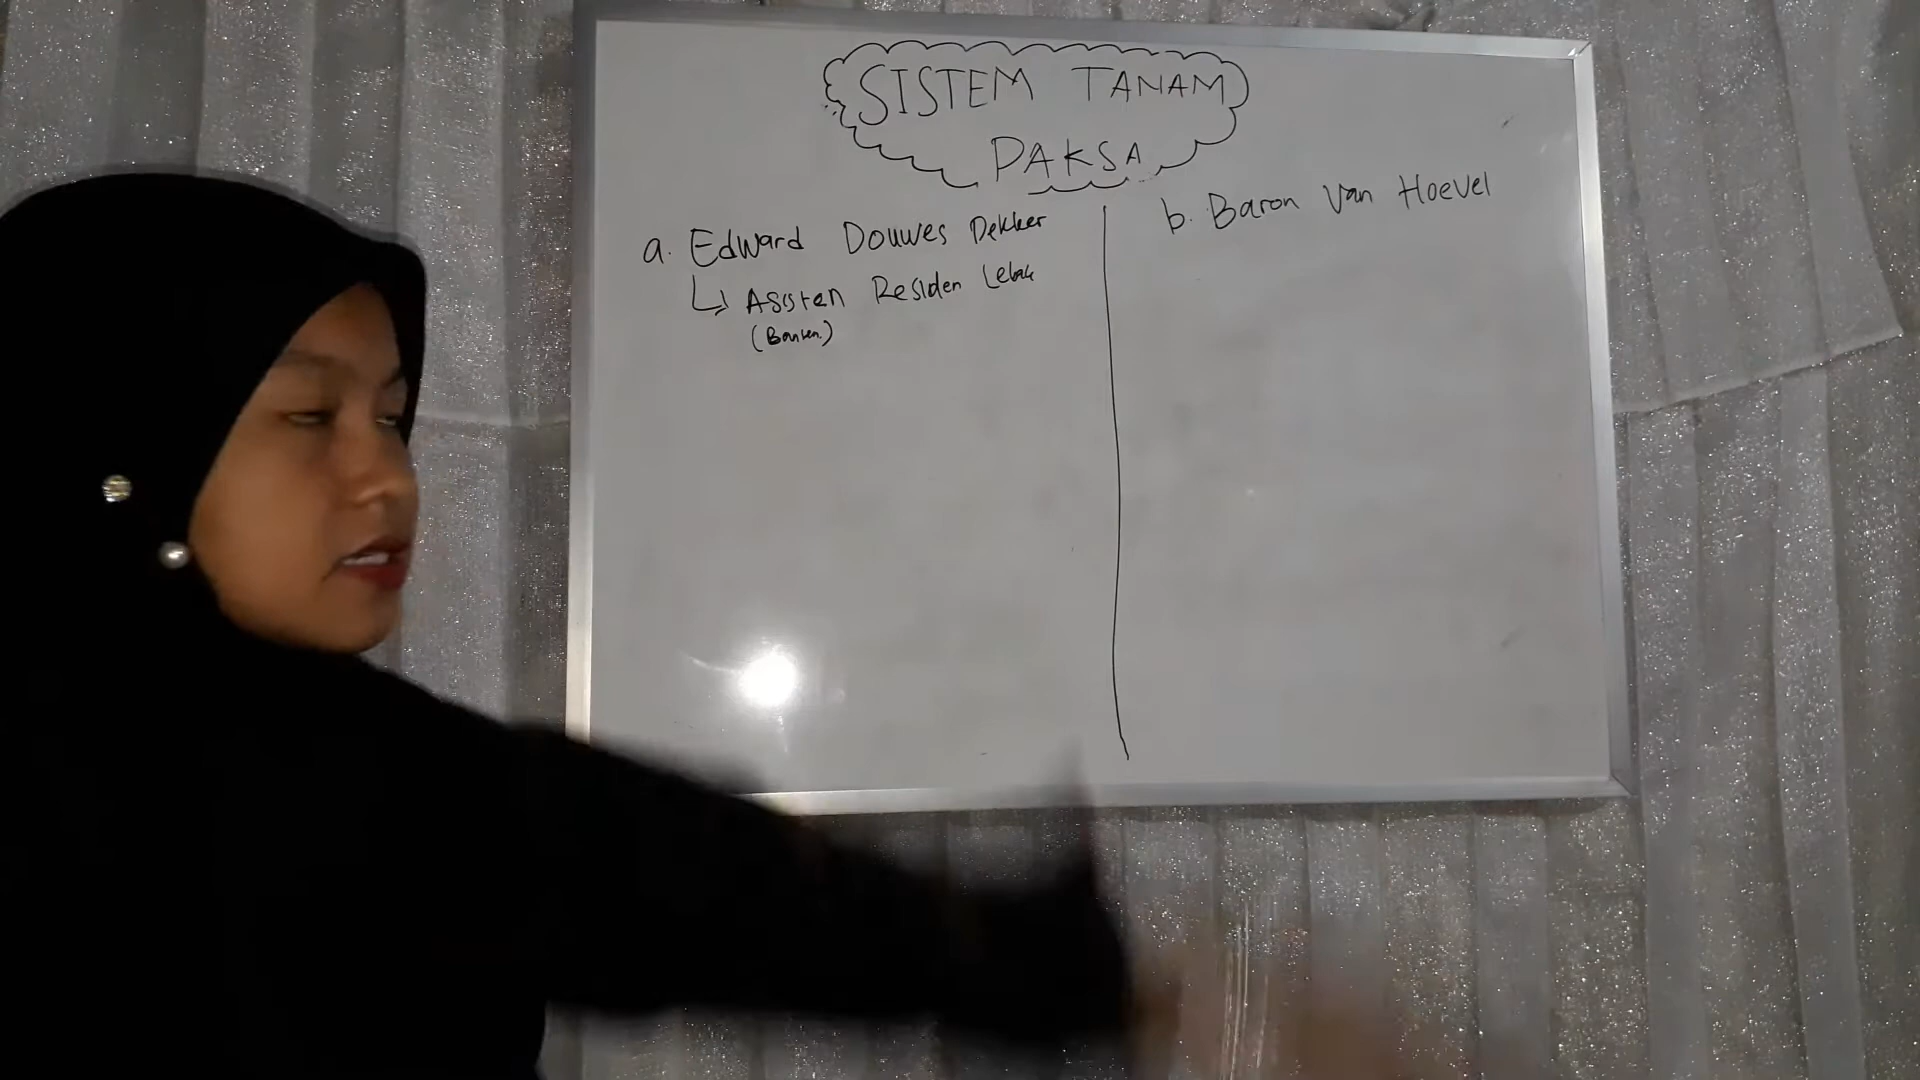 SISTEM TANAM
PAKSA
a. Edward Douwes Dekker
↳ Asisten Residen Lebak
(Banten)
b. Baron Van Hoevel